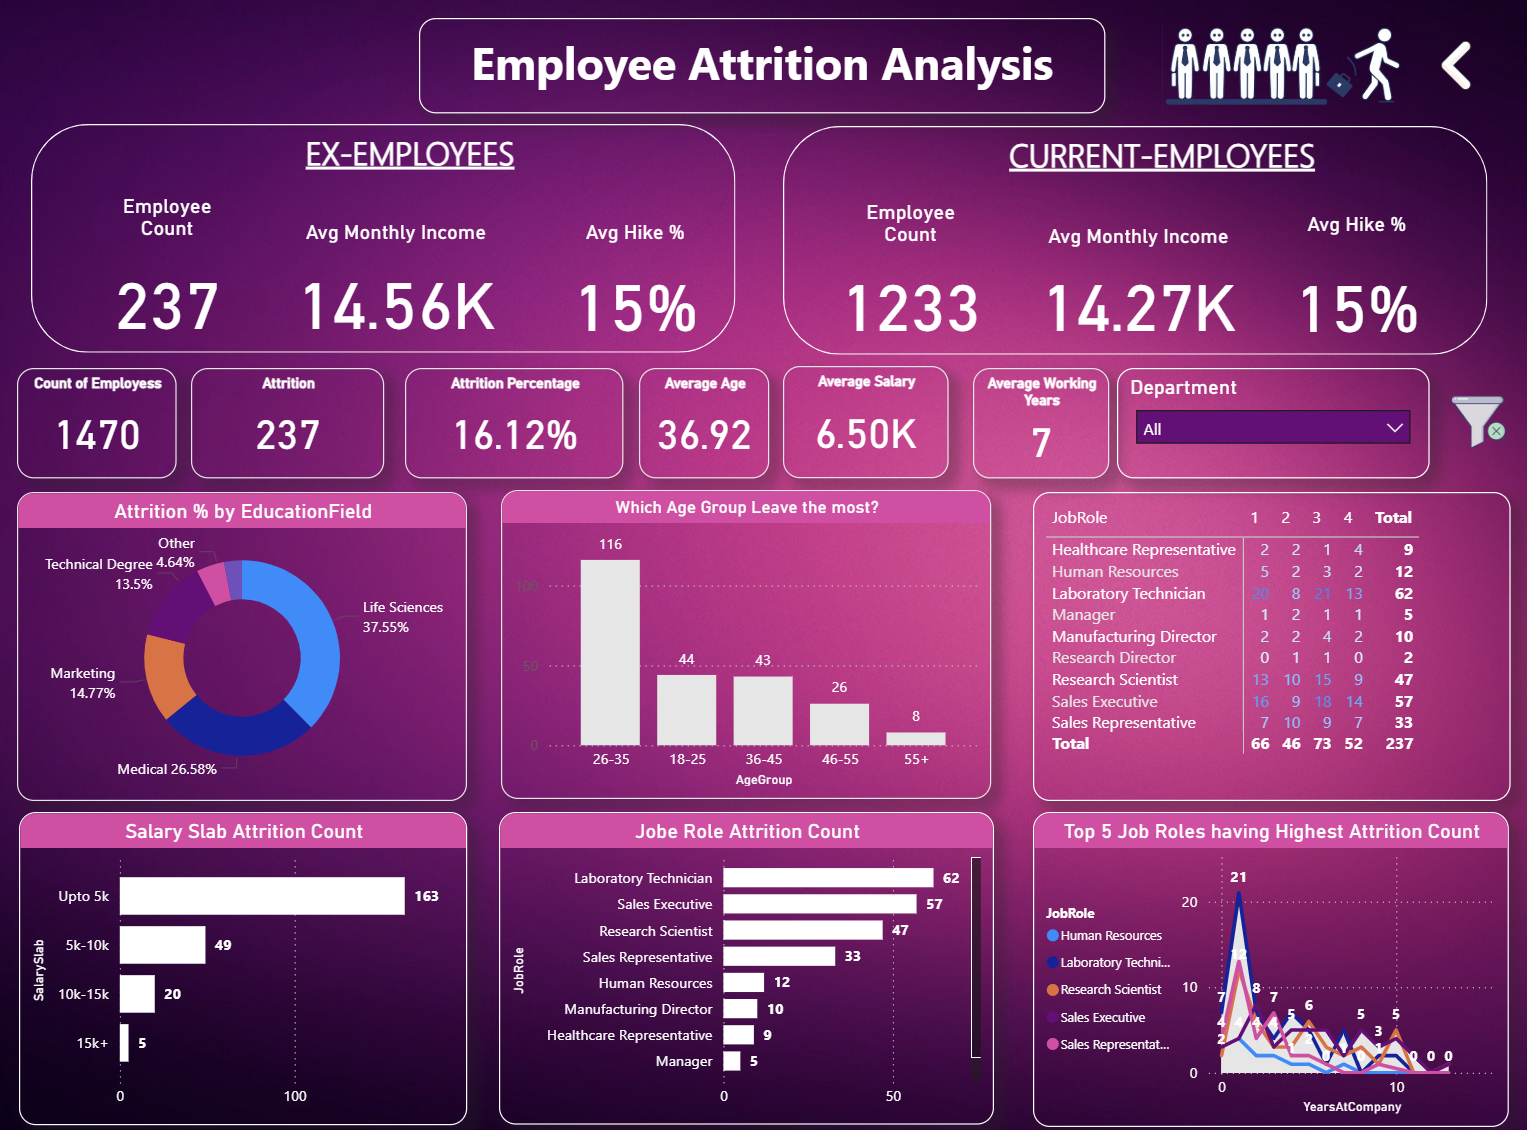 Employee Attrition Analysis
EX-EMPLOYEES
Employee
Count
Avg Monthly Income
Avg Hike %
237
14.56K
15%
CURRENT-EMPLOYEES
Employee
Count
Avg Monthly Income
Avg Hike %
1233
14.27K
15%
Count of Employess
1470
Attrition
237
Attrition Percentage
16.12%
Average Age
36.92
Average Salary
6.50K
Average Working
Years
7
Department
All
Attrition % by EducationField
Other
4.64%
Technical Degree
13.5%
Life Sciences
37.55%
Marketing
14.77%
Medical 26.58%
Which Age Group Leave the most?
116
44
43
26
8
100
50
0
26-35 18-25 36-45 46-55 55+
AgeGroup
JobRole 1 2 3 4 Total
Healthcare Representative 2 2 1 4 9
Human Resources 5 2 3 2 12
Laboratory Technician 20 8 21 13 62
Manager 1 2 1 1 5
Manufacturing Director 2 2 4 2 10
Research Director 0 1 1 0 2
Research Scientist 13 10 15 9 47
Sales Executive 16 9 18 14 57
Sales Representative 7 10 9 7 33
Total 66 46 73 52 237
Salary Slab Attrition Count
SalarySlab
Upto 5k 163
5k-10k 49
10k-15k 20
15k+ 5
0 100
Jobe Role Attrition Count
JobRole
Laboratory Technician 62
Sales Executive 57
Research Scientist 47
Sales Representative 33
Human Resources 12
Manufacturing Director 10
Healthcare Representative 9
Manager 5
0 50
Top 5 Job Roles having Highest Attrition Count
JobRole
Human Resources
Laboratory Techni...
Research Scientist
Sales Executive
Sales Representat...
20
10
0
21
12
7
8
7
4
2
5
6
5
3
5
0 0 0
0 10
YearsAtCompany